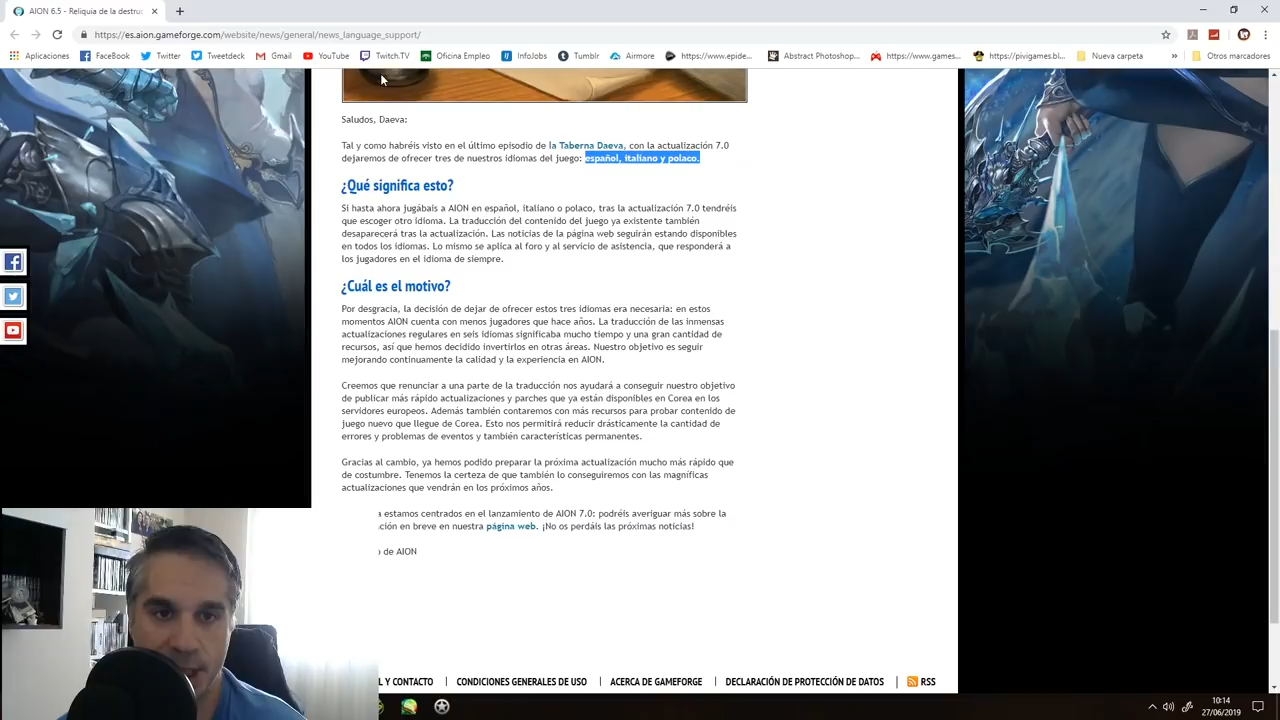 AION 6.5 - Reliquia de la destruc
https://es.aion.gameforge.com/website/news/general/news_language_support/
Aplicaciones FaceBook Twitter Tweetdeck Gmail YouTube Twitch.TV Oficina Empleo InfoJobs Tumblr Airmore https://www.epide... Abstract Photoshop... https://www.games... https://pivigames.bl... Nueva carpeta » Otros marcadores
Saludos, Daeva:
Tal y como habréis visto en el último episodio de la Taberna Daeva, con la actualización 7.0
dejaremos de ofrecer tres de nuestros idiomas del juego: español, italiano y polaco.
¿Qué significa esto?
Si hasta ahora jugábais a AION en español, italiano o polaco, tras la actualización 7.0 tendréis
que escoger otro idioma. La traducción del contenido del juego ya existente también
desaparecerá tras la actualización. Las noticias de la página web seguirán estando disponibles
en todos los idiomas. Lo mismo se aplica al foro y al servicio de asistencia, que responderá a
los jugadores en el idioma de siempre.
¿Cuál es el motivo?
Por desgracia, la decisión de dejar de ofrecer estos tres idiomas era necesaria: en estos
momentos AION cuenta con menos jugadores que hace años. La traducción de las inmensas
actualizaciones regulares en seis idiomas significaba mucho tiempo y una gran cantidad de
recursos, así que hemos decidido invertirlos en otras áreas. Nuestro objetivo es seguir
mejorando continuamente la calidad y la experiencia en AION.
Creemos que renunciar a una parte de la traducción nos ayudará a conseguir nuestro objetivo
de publicar más rápido actualizaciones y parches que ya están disponibles en Corea en los
servidores europeos. Además también contaremos con más recursos para probar contenido de
juego nuevo que llegue de Corea. Esto nos permitirá reducir drásticamente la cantidad de
errores y problemas de eventos y también características permanentes.
Gracias al cambio, ya hemos podido preparar la próxima actualización mucho más rápido que
de costumbre. Tenemos la certeza de que también lo conseguiremos con las magníficas
actualizaciones que vendrán en los próximos años.
a estamos centrados en el lanzamiento de AION 7.0: podréis averiguar más sobre la
ción en breve en nuestra página web. ¡No os perdáis las próximas noticias!
o de AION
L Y CONTACTO | CONDICIONES GENERALES DE USO | ACERCA DE GAMEFORGE | DECLARACIÓN DE PROTECCIÓN DE DATOS | RSS
10:14
27/06/2019